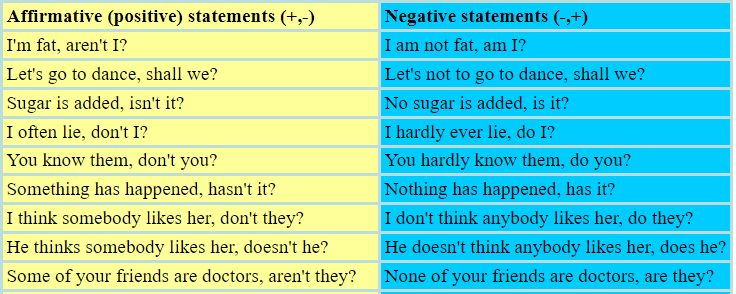 Affirmative (positive) statements (+,-) Negative statements (-,+)
I'm fat, aren't I? I am not fat, am I?
Let's go to dance, shall we? Let's not to go to dance, shall we?
Sugar is added, isn't it? No sugar is added, is it?
I often lie, don't I? I hardly ever lie, do I?
You know them, don't you? You hardly know them, do you?
Something has happened, hasn't it? Nothing has happened, has it?
I think somebody likes her, don't they? I don't think anybody likes her, do they?
He thinks somebody likes her, doesn't he? He doesn't think anybody likes her, does he?
Some of your friends are doctors, aren't they? None of your friends are doctors, are they?